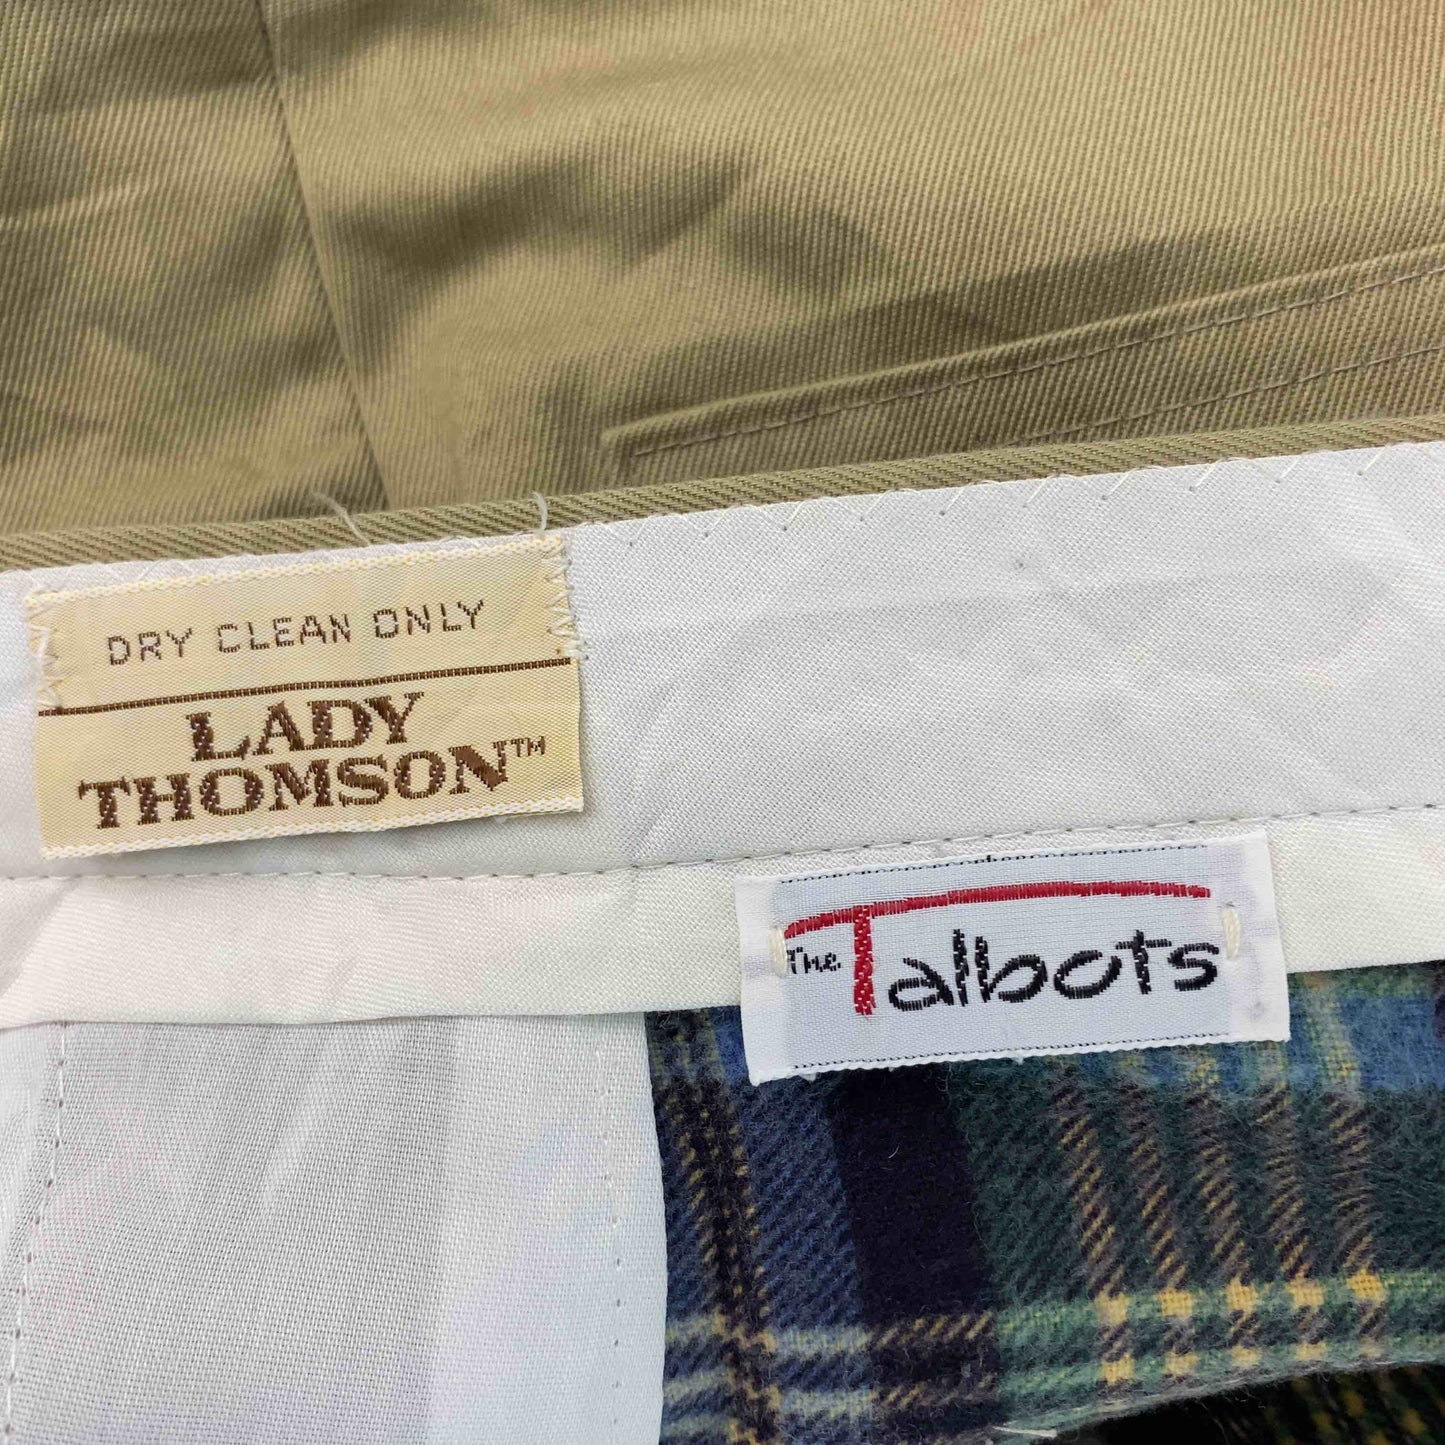 DRY CLEAN ONLY
LADY
THOMSON™
The Talbots